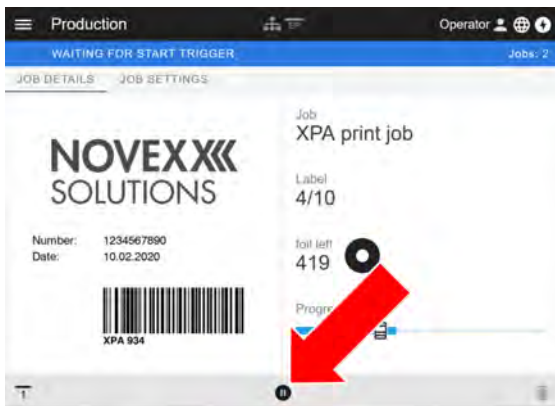 Production
Operator
WAITING FOR START TRIGGER
Jobs: 2
JOB DETAILS
JOB SETTINGS
NOVEXX
SOLUTIONS
Number: 1234567890
Date: 10.02.2020
XPA 934
Job
XPA print job
Label
4/10
foil left
419
1